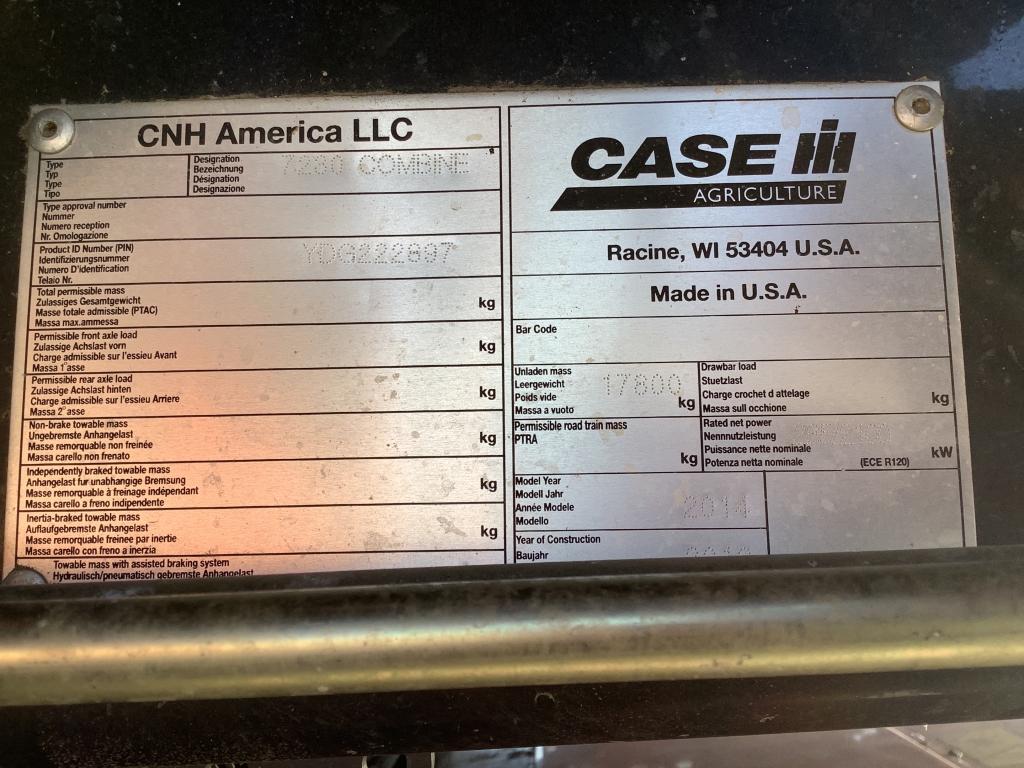 CNH America LLC
Type
Typ
Type
Tipo
Designation
Bezeichnung
Désignation
Designazione
COMBINE
Type approval number
Nummer
Numero reception
Nr. Omologazione
Product ID Number (PIN)
Identifizierungsnummer
Numero D'identification
Telaio Nr.
YDG222897
Total permissible mass
Zulassiges Gesamtgewicht
Masse totale admissible (PTAC)
Massa max.ammessa
kg
Permissible front axle load
Zulassige Achslast vorn
Charge admissible sur l'essieu Avant
Massa 1° asse
kg
Permissible rear axle load
Zulassige Achslast hinten
Charge admissible sur l'essieu Arriere
Massa 2° asse
kg
Non-brake towable mass
Ungebremste Anhangelast
Masse remorquable non freinée
Massa carello non frenato
kg
Independently braked towable mass
Anhangelast fur unabhangige Bremsung
Masse remorquable à freinage indépendant
Massa carello a freno indipendente
kg
Inertia-braked towable mass
Auflaufgebremste Anhangelast
Masse remorquable freinee par inertie
Massa carello con freno a inerzia
kg
Towable mass with assisted braking system
Hydraulisch/pneumatisch gebremste Anhangelast
CASE IH
AGRICULTURE
Racine, WI 53404 U.S.A.
Made in U.S.A.
Bar Code
Unladen mass
Leergewicht
Poids vide
Massa a vuoto
17800
kg
Drawbar load
Stuetzlast
Charge crochet d attelage
Massa sull occhione
kg
Permissible road train mass
PTRA
kg
Rated net power
Nennnutzleistung
Puissance nette nominale
Potenza netta nominale
(ECE R120)
kW
Model Year
Modell Jahr
Année Modele
Modello
2014
Year of Construction
Baujahr